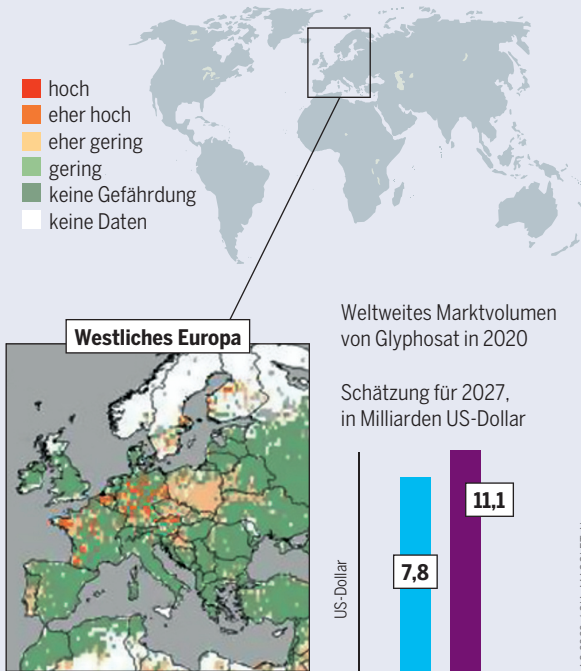 hoch
eher hoch
eher gering
gering
keine Gefährdung
keine Daten
Westliches Europa
Weltweites Marktvolumen
von Glyphosat in 2020
Schätzung für 2027,
in Milliarden US-Dollar
US-Dollar
7,8
11,1